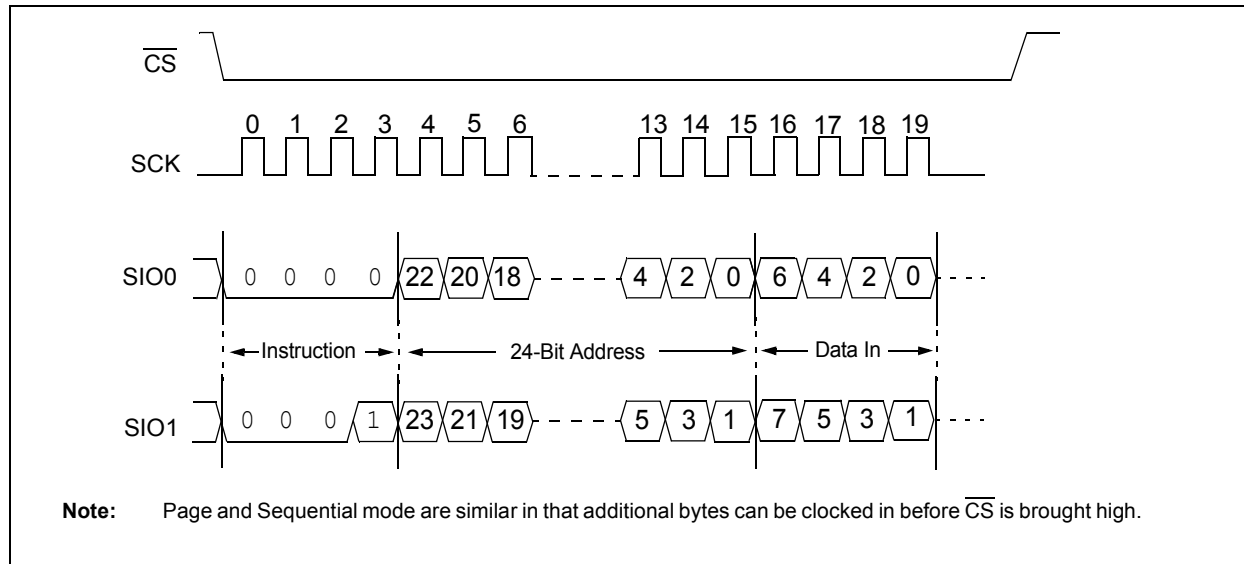 CS
0 1 2 3 4 5 6 13 14 15 16 17 18 19
SCK
SIO0 0 0 0 0 22 20 18 4 2 0 6 4 2 0
Instruction 24-Bit Address Data In
SIO1 0 0 0 1 23 21 19 5 3 1 7 5 3 1
Note: Page and Sequential mode are similar in that additional bytes can be clocked in before CS is brought high.